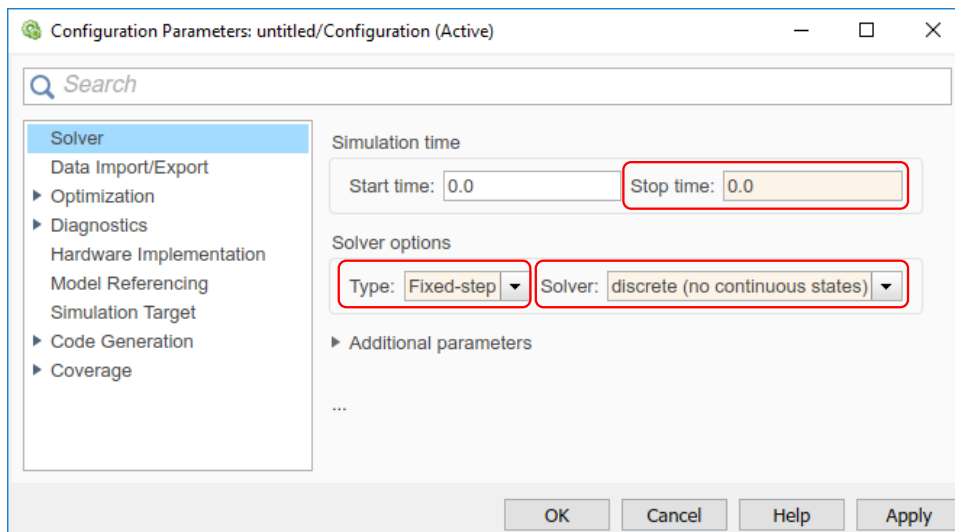 Configuration Parameters: untitled/Configuration (Active)
Search
Solver
Data Import/Export
Optimization
Diagnostics
Hardware Implementation
Model Referencing
Simulation Target
Code Generation
Coverage
Simulation time
Start time: 0.0 Stop time: 0.0
Solver options
Type: Fixed-step Solver: discrete (no continuous states)
Additional parameters
...
OK Cancel Help Apply